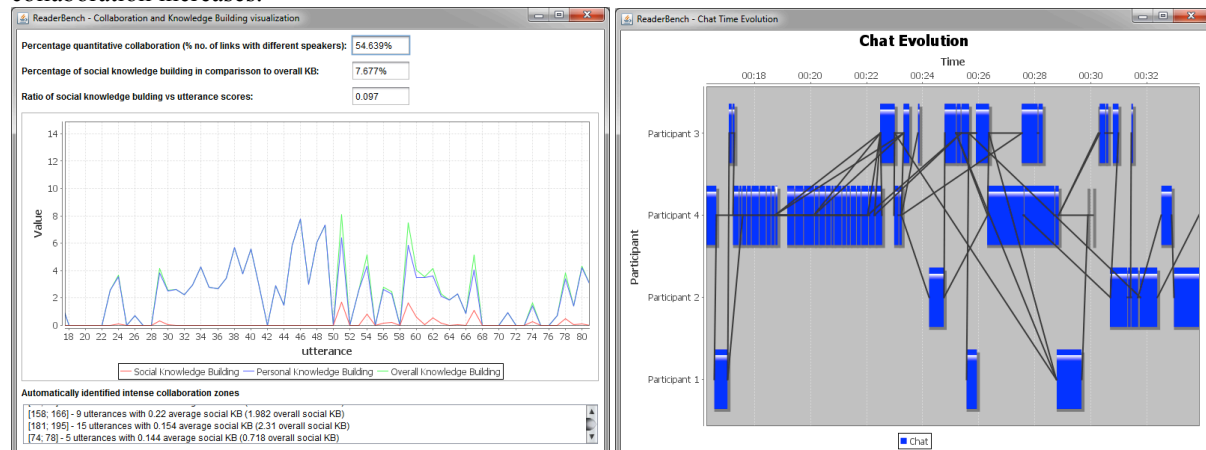 collaboration increases.
ReaderBench - Collaboration and Knowledge Building visualization
Percentage quantitative collaboration (% no. of links with different speakers): 54.639%
Percentage of social knowledge building in comparisson to overall KB: 7.677%
Ratio of social knowledge bulding vs utterance scores: 0.097
14
12
10
8
6
4
2
0
Value
18 20 22 24 26 28 30 32 34 36 38 40 42 44 46 48 50 52 54 56 58 60 62 64 66 68 70 72 74 76 78 80
utterance
Social Knowledge Building Personal Knowledge Building Overall Knowledge Building
Automatically identified intense collaboration zones
[158; 166] - 9 utterances with 0.22 average social KB (1.982 overall social KB)
[181; 195] - 15 utterances with 0.154 average social KB (2.31 overall social KB)
[74; 78] - 5 utterances with 0.144 average social KB (0.718 overall social KB)
ReaderBench - Chat Time Evolution
Chat Evolution
Time
00:18 00:20 00:22 00:24 00:26 00:28 00:30 00:32
Participant 3
Participant 4
Participant 2
Participant 1
participant
Chat